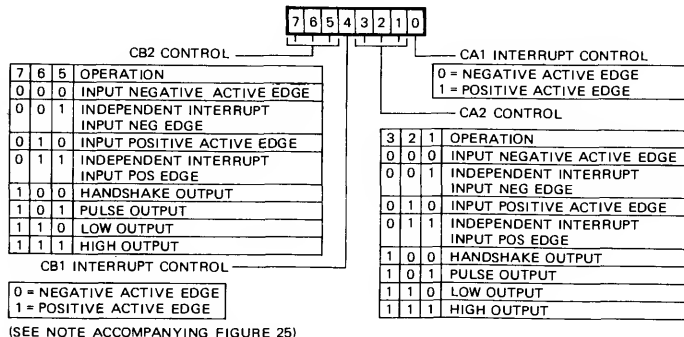 7 6 5 4 3 2 1 0
CB2 CONTROL
7 6 5 OPERATION
0 0 0 INPUT NEGATIVE ACTIVE EDGE
0 0 1 INDEPENDENT INTERRUPT
INPUT NEG EDGE
0 1 0 INPUT POSITIVE ACTIVE EDGE
0 1 1 INDEPENDENT INTERRUPT
INPUT POS EDGE
1 0 0 HANDSHAKE OUTPUT
1 0 1 PULSE OUTPUT
1 1 0 LOW OUTPUT
1 1 1 HIGH OUTPUT
CB1 INTERRUPT CONTROL
0 = NEGATIVE ACTIVE EDGE
1 = POSITIVE ACTIVE EDGE
(SEE NOTE ACCOMPANYING FIGURE 25)
CA1 INTERRUPT CONTROL
0 = NEGATIVE ACTIVE EDGE
1 = POSITIVE ACTIVE EDGE
CA2 CONTROL
3 2 1 OPERATION
0 0 0 INPUT NEGATIVE ACTIVE EDGE
0 0 1 INDEPENDENT INTERRUPT
INPUT NEG EDGE
0 1 0 INPUT POSITIVE ACTIVE EDGE
0 1 1 INDEPENDENT INTERRUPT
INPUT POS EDGE
1 0 0 HANDSHAKE OUTPUT
1 0 1 PULSE OUTPUT
1 1 0 LOW OUTPUT
1 1 1 HIGH OUTPUT